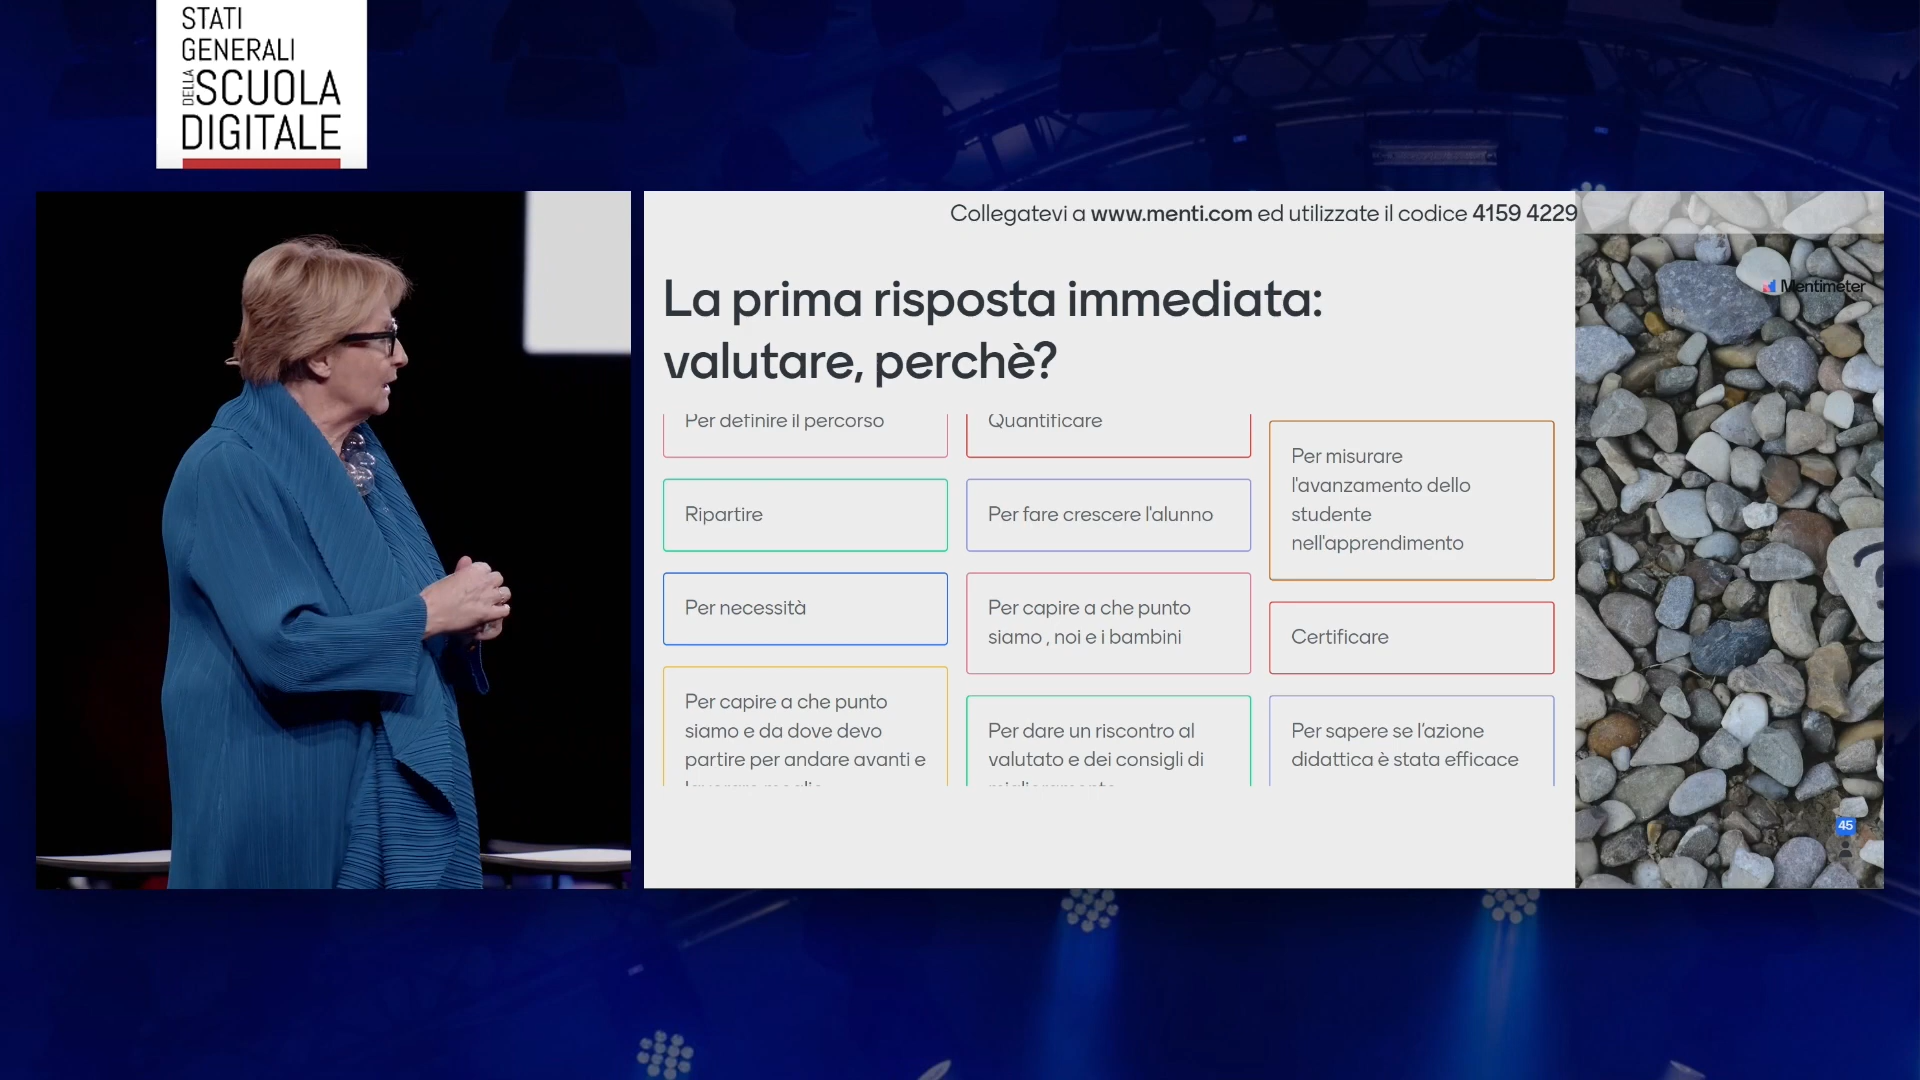 STATI
GENERALI
DELLA
SCUOLA
DIGITALE
Collegatevi a www.menti.com ed utilizzate il codice 4159 4229
Mentimeter
La prima risposta immediata:
valutare, perchè?
Per definire il percorso
Ripartire
Per necessità
Per capire a che punto
siamo e da dove devo
partire per andare avanti e
lavorare meglio
Quantificare
Per fare crescere l'alunno
Per capire a che punto
siamo , noi e i bambini
Per dare un riscontro al
valutato e dei consigli di
miglioramento
Per misurare
l'avanzamento dello
studente
nell'apprendimento
Certificare
Per sapere se l’azione
didattica è stata efficace
45